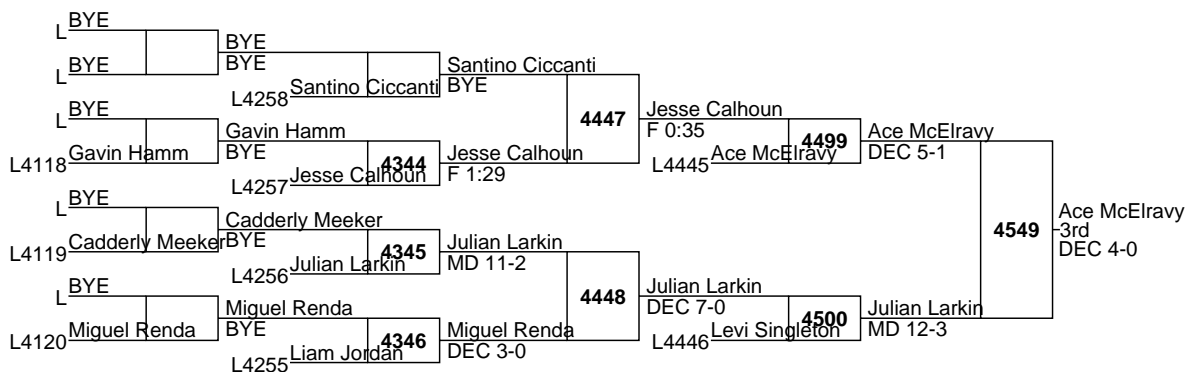 L BYE
L BYE
BYE
BYE
L4258 Santino Ciccanti
Santino Ciccanti
BYE
L BYE
L4118 Gavin Hamm
Gavin Hamm
BYE
4344
L4257 Jesse Calhoun
Jesse Calhoun
F 1:29
4447
Jesse Calhoun
F 0:35
L4445 Ace McElravy
4499
Ace McElravy
DEC 5-1
L BYE
L4119 Cadderly Meeker
Cadderly Meeker
BYE
4345
L4256 Julian Larkin
Julian Larkin
MD 11-2
L BYE
L4120 Miguel Renda
Miguel Renda
BYE
4346
L4255 Liam Jordan
Miguel Renda
DEC 3-0
4448
Julian Larkin
DEC 7-0
L4446 Levi Singleton
4500
Julian Larkin
MD 12-3
4549
Ace McElravy
3rd
DEC 4-0